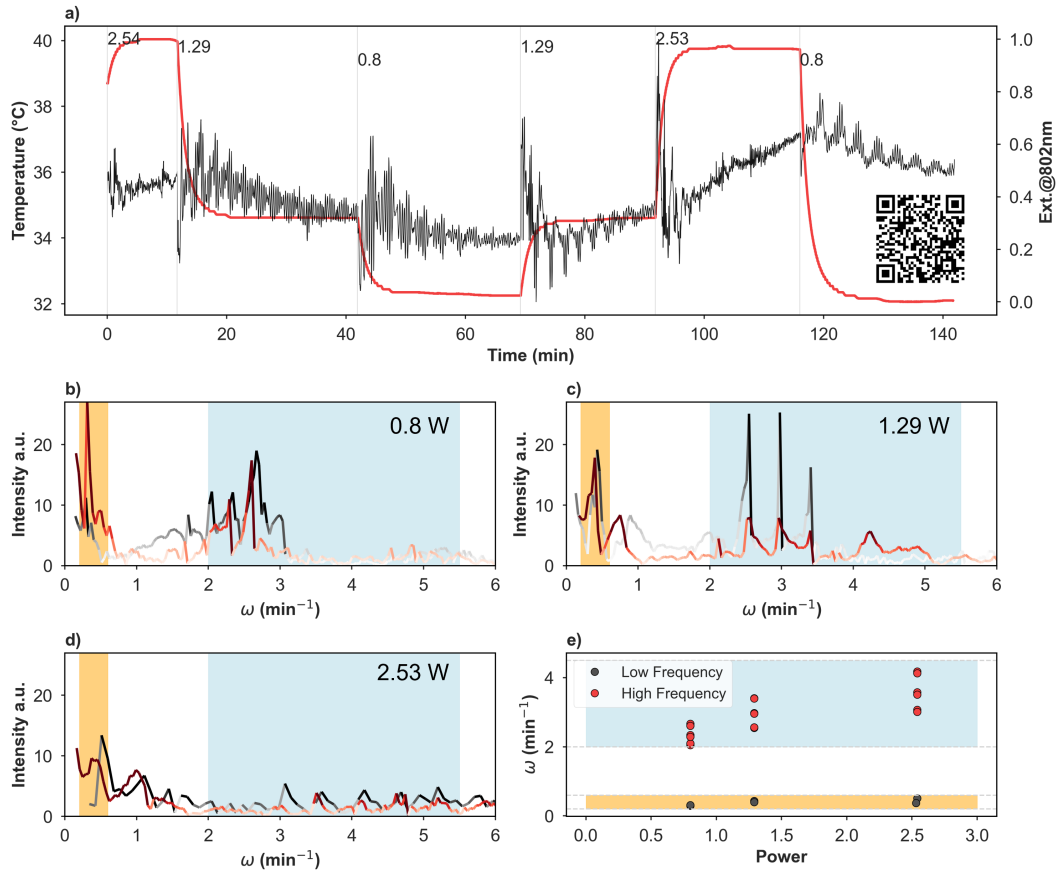 a)
2.54
1.29
0.8
1.29
2.53
0.8
40
38
36
34
32
Temperature (°C)
1.0
0.8
0.6
0.4
0.2
0.0
Ext.@802nm
0 20 40 60 80 100 120 140
Time (min)
b)
0.8 W
20
10
0
Intensity a.u.
0 1 2 3 4 5 6
ω (min⁻¹)
c)
1.29 W
20
10
0
Intensity a.u.
0 1 2 3 4 5 6
ω (min⁻¹)
d)
2.53 W
20
10
0
Intensity a.u.
0 1 2 3 4 5 6
ω (min⁻¹)
e)
Low Frequency
High Frequency
4
2
0
ω (min⁻¹)
0.0 0.5 1.0 1.5 2.0 2.5 3.0
Power